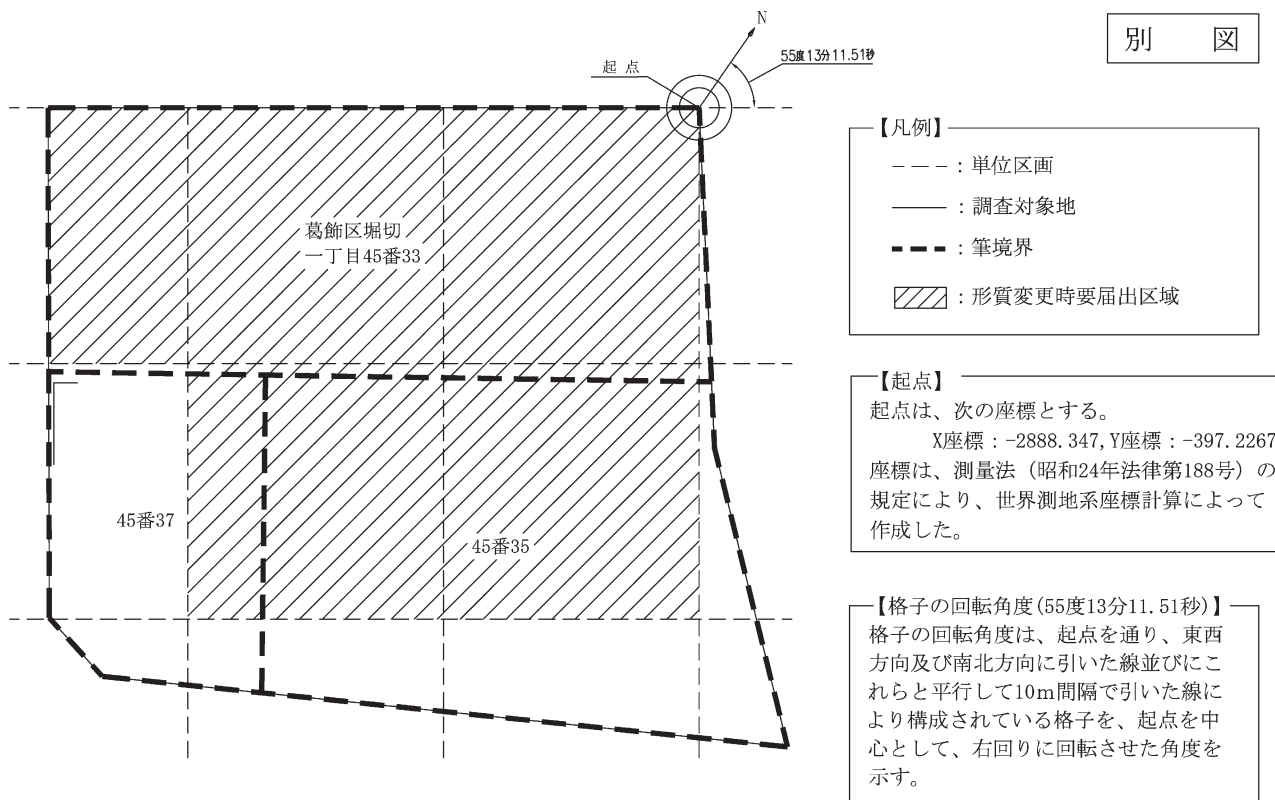 別　　図
N
55度13分11.51秒
起 点
葛飾区堀切
一丁目45番33
45番37
45番35
【凡例】
：単位区画
：調査対象地
：筆境界
：形質変更時要届出区域
【起点】
起点は、次の座標とする。
X座標：-2888.347,Y座標：-397.2267
座標は、測量法（昭和24年法律第188号）の
規定により、世界測地系座標計算によって
作成した。
【格子の回転角度(55度13分11.51秒)】
格子の回転角度は、起点を通り、東西
方向及び南北方向に引いた線並びにこ
れらと平行して10m間隔で引いた線に
より構成されている格子を、起点を中
心として、右回りに回転させた角度を
示す。